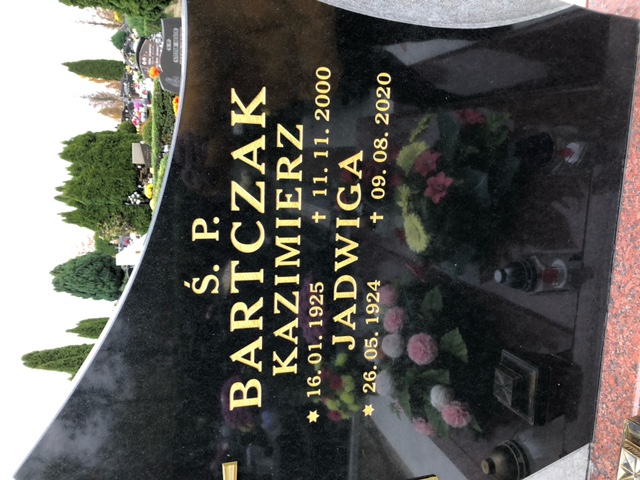 Ś. P.
BARTCZAK
KAZIMIERZ
* 16. 01. 1925 † 11. 11. 2000
JADWIGA
* 26. 05. 1924 † 09. 08. 2020